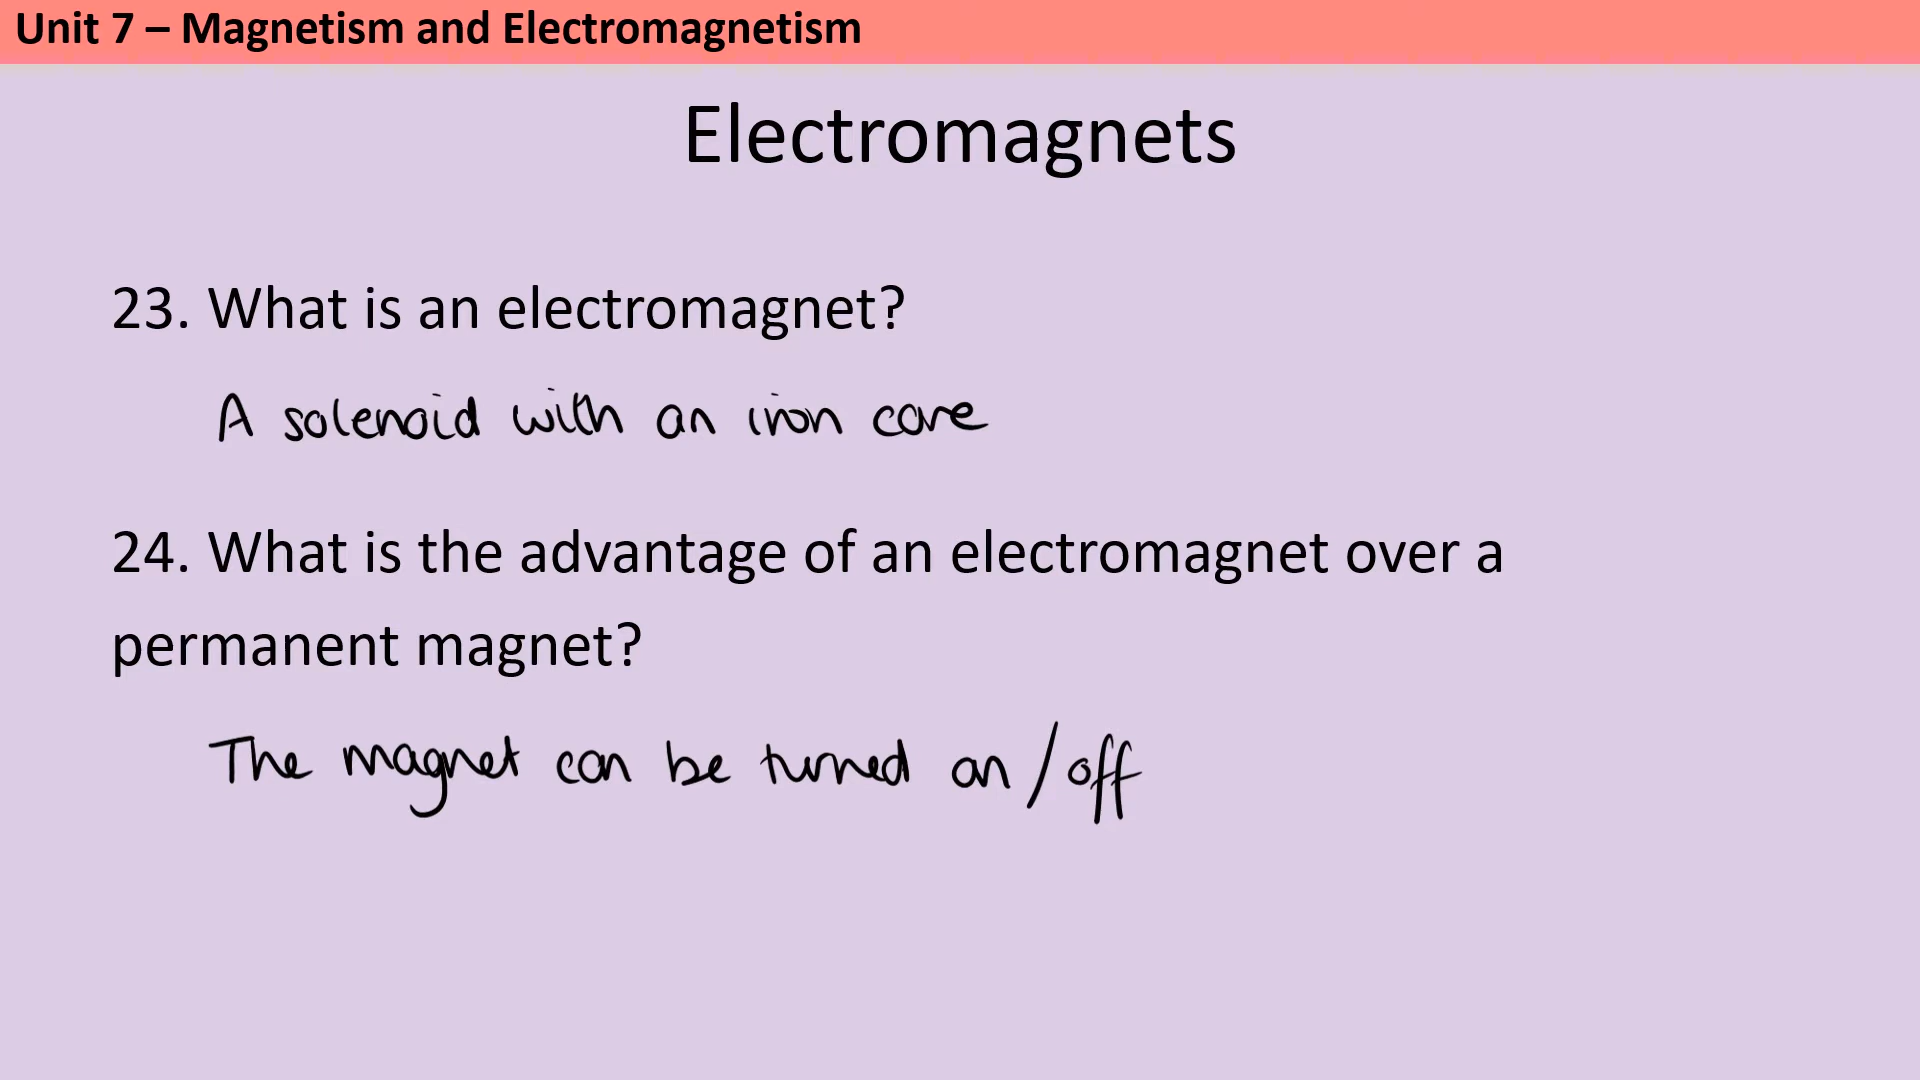 Unit 7 – Magnetism and Electromagnetism
Electromagnets
23. What is an electromagnet?
A solenoid with an iron core
24. What is the advantage of an electromagnet over a
permanent magnet?
The magnet can be turned on/off